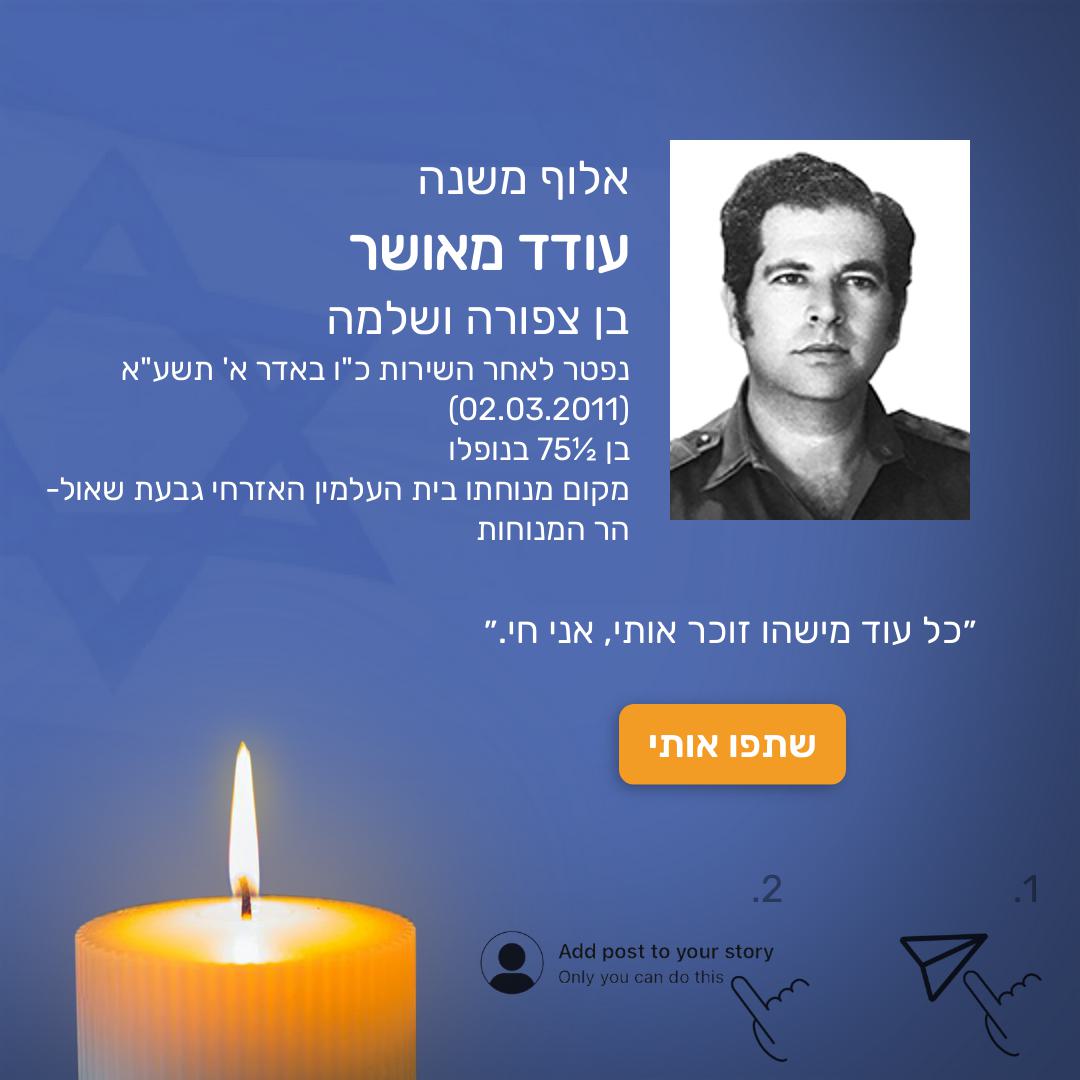 אלוף משנה
עודד מאושר
בן צפורה ושלמה
נפטר לאחר השירות כ"ו באדר א' תשע"א
(02.03.2011)
בן 75½ בנופלו
מקום מנוחתו בית העלמין האזרחי גבעת שאול-
הר המנוחות
״כל עוד מישהו זוכר אותי, אני חי.״
שתפו אותי
1.
2.
Add post to your story
Only you can do this